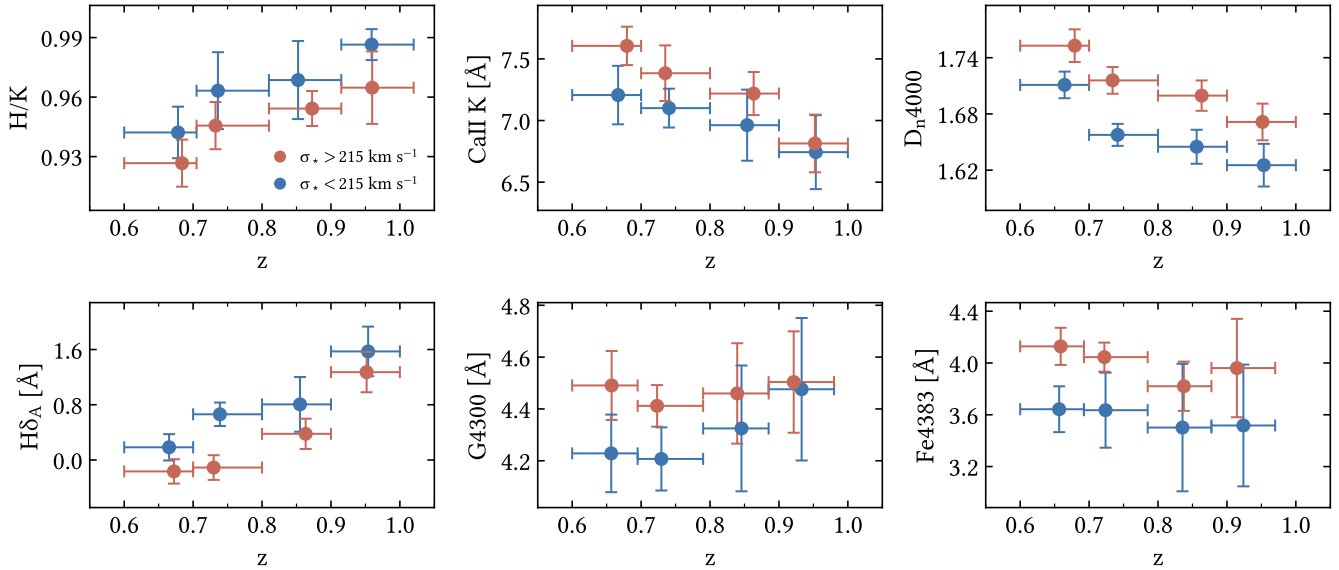 0.99
0.96
0.93
H/K
σ⋆ > 215 km s⁻¹
σ⋆ < 215 km s⁻¹
0.6 0.7 0.8 0.9 1.0
z
7.5
7.0
6.5
CaII K [Å]
0.6 0.7 0.8 0.9 1.0
z
1.74
1.68
1.62
Dₙ4000
0.6 0.7 0.8 0.9 1.0
z
1.6
0.8
0.0
Hδ_A [Å]
0.6 0.7 0.8 0.9 1.0
z
4.8
4.6
4.4
4.2
G4300 [Å]
0.6 0.7 0.8 0.9 1.0
z
4.4
4.0
3.6
3.2
Fe4383 [Å]
0.6 0.7 0.8 0.9 1.0
z